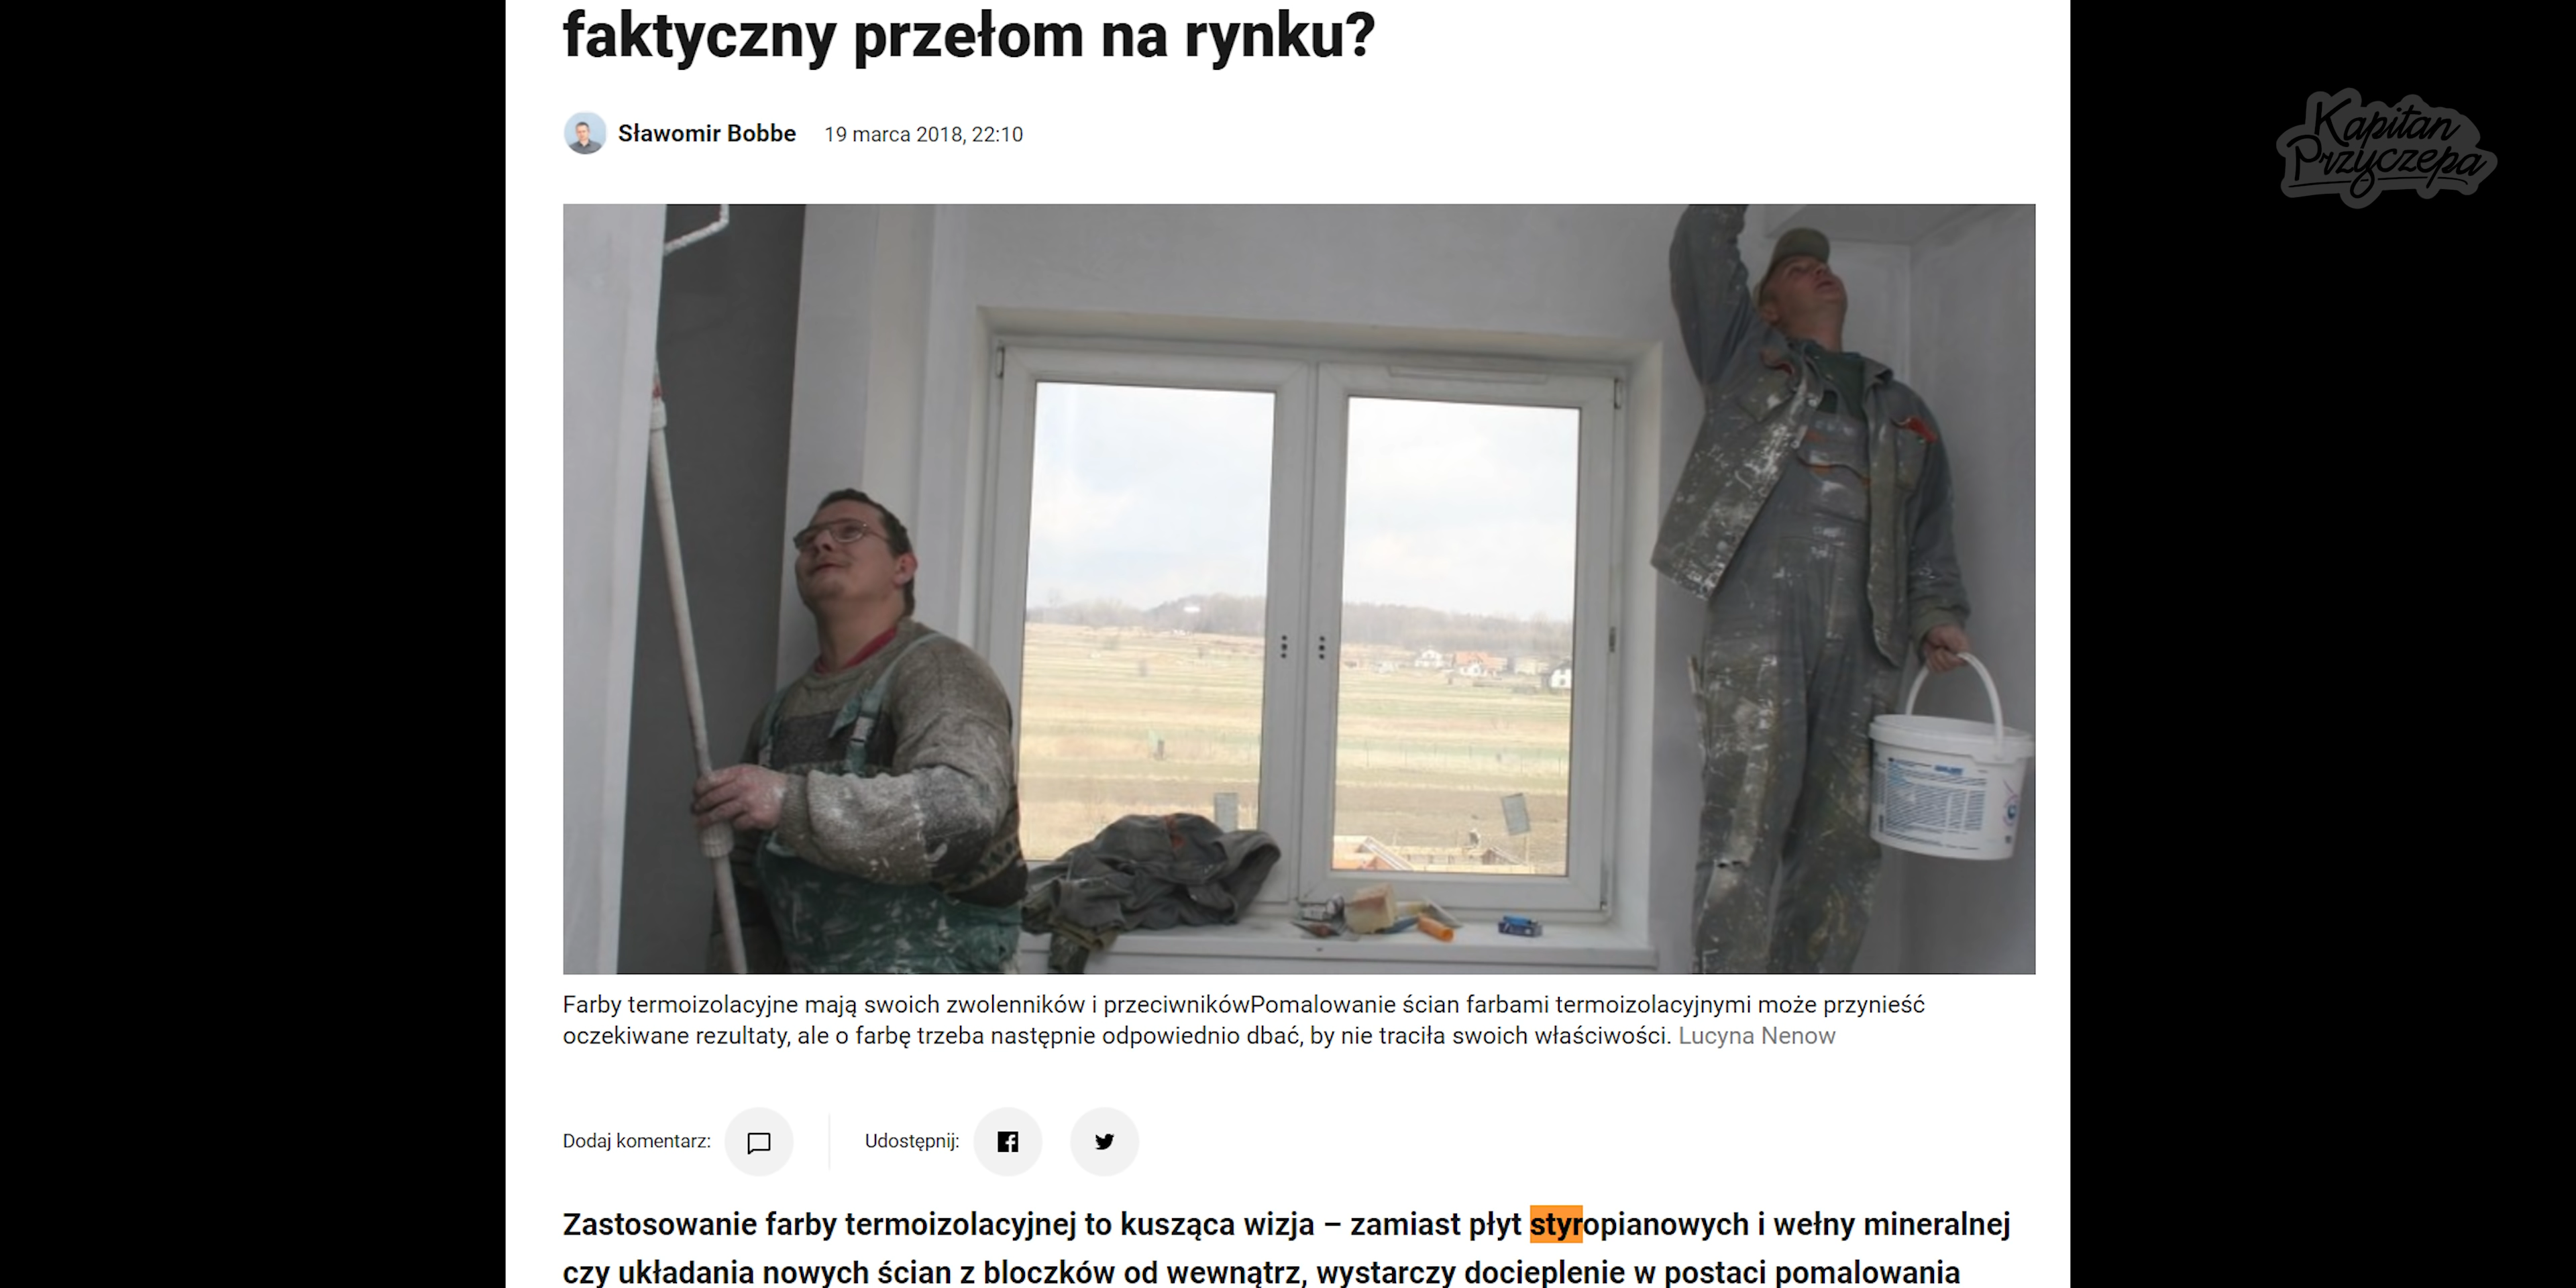 faktyczny przełom na rynku?
Sławomir Bobbe 19 marca 2018, 22:10
Kapitan
Przyczepa
Farby termoizolacyjne mają swoich zwolenników i przeciwnikówPomalowanie ścian farbami termoizolacyjnymi może przynieść
oczekiwane rezultaty, ale o farbę trzeba następnie odpowiednio dbać, by nie traciła swoich właściwości. Lucyna Nenow
Dodaj komentarz: Udostępnij:
Zastosowanie farby termoizolacyjnej to kusząca wizja – zamiast płyt styropianowych i wełny mineralnej
czy układania nowych ścian z bloczków od wewnątrz, wystarczy docieplenie w postaci pomalowania